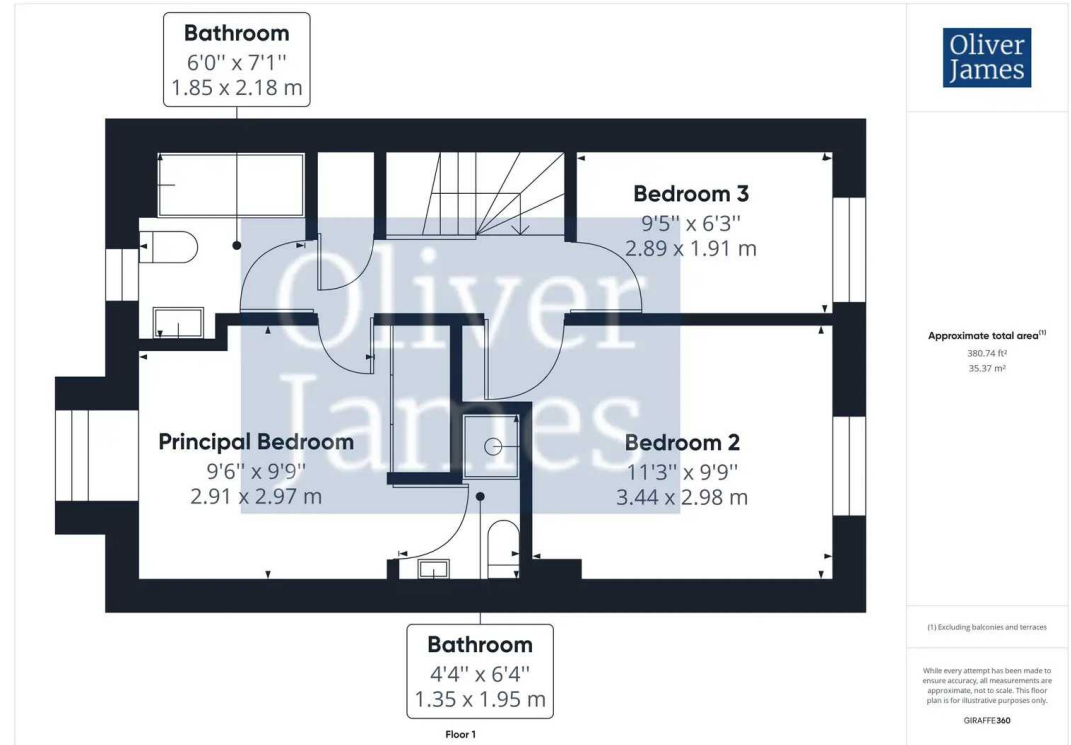 Bathroom
6'0'' x 7'1''
1.85 x 2.18 m
Oliver
James
Bedroom 3
9'5'' x 6'3''
2.89 x 1.91 m
Oliver
James
Approximate total area(1)
380.74 ft²
35.37 m²
Principal Bedroom
9'6'' x 9'9''
2.91 x 2.97 m
Bedroom 2
11'3'' x 9'9''
3.44 x 2.98 m
Bathroom
4'4'' x 6'4''
1.35 x 1.95 m
Floor 1
(1) Excluding balconies and terraces
While every attempt has been made to
ensure accuracy, all measurements are
approximate, not to scale. This floor
plan is for illustrative purposes only.
GIRAFFE360